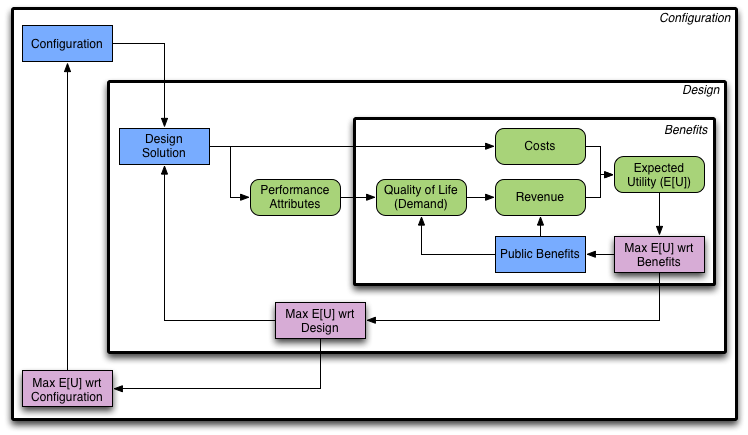 Configuration
Configuration
Design
Benefits
Design
Solution
Costs
Expected
Utility (E[U])
Performance
Attributes
Quality of Life
(Demand)
Revenue
Public Benefits
Max E[U] wrt
Benefits
Max E[U] wrt
Design
Max E[U] wrt
Configuration